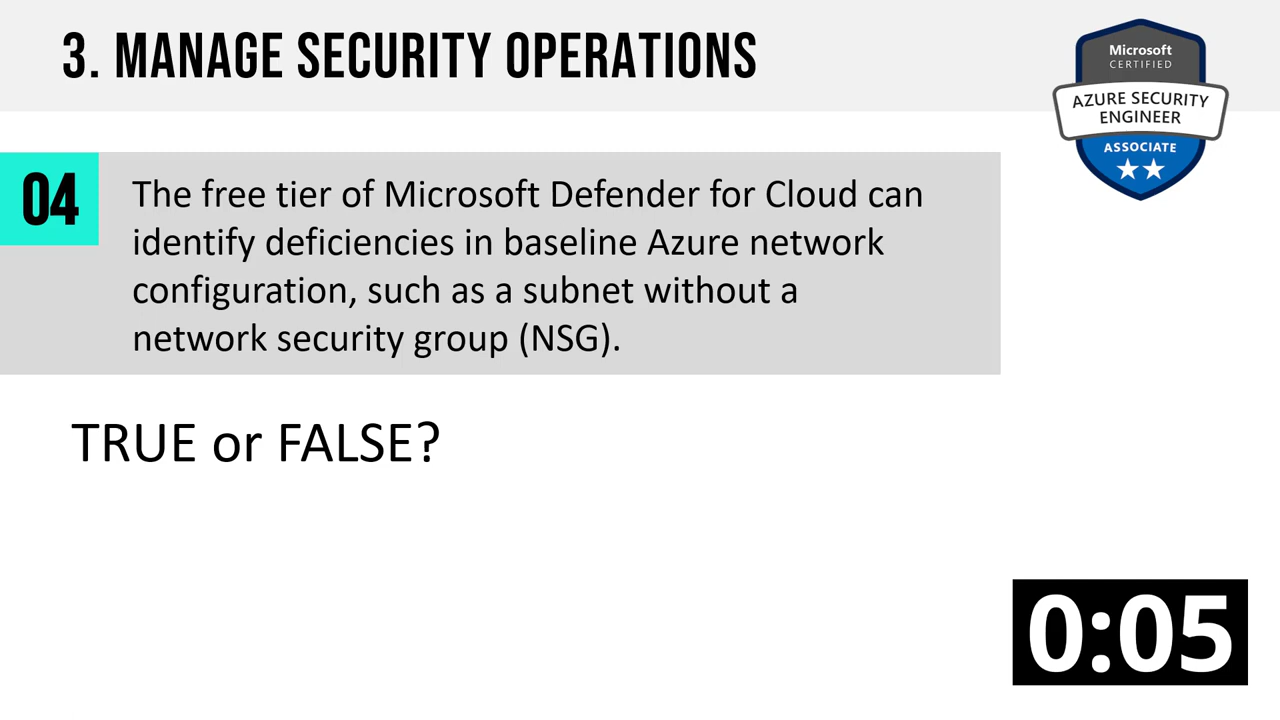 3. MANAGE SECURITY OPERATIONS
Microsoft
CERTIFIED
AZURE SECURITY
ENGINEER
ASSOCIATE
04
The free tier of Microsoft Defender for Cloud can
identify deficiencies in baseline Azure network
configuration, such as a subnet without a
network security group (NSG).
TRUE or FALSE?
0:05